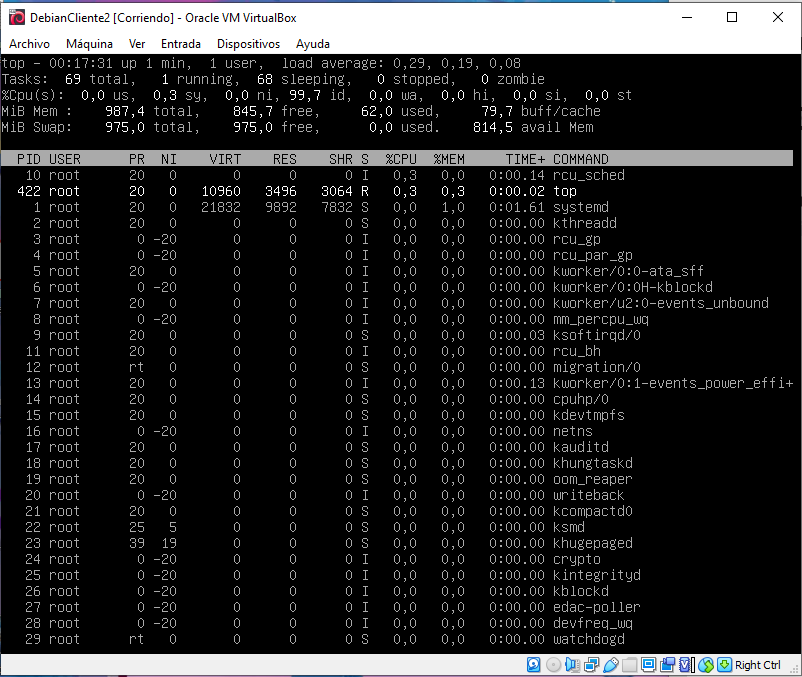 DebianCliente2 [Corriendo] - Oracle VM VirtualBox
Archivo Máquina Ver Entrada Dispositivos Ayuda
top - 00:17:31 up 1 min, 1 user, load average: 0,29, 0,19, 0,08
Tasks: 69 total, 1 running, 68 sleeping, 0 stopped, 0 zombie
%Cpu(s): 0,0 us, 0,3 sy, 0,0 ni, 99,7 id, 0,0 wa, 0,0 hi, 0,0 si, 0,0 st
MiB Mem : 987,4 total, 845,7 free, 62,0 used, 79,7 buff/cache
MiB Swap: 975,0 total, 975,0 free, 0,0 used. 814,5 avail Mem
PID USER PR NI VIRT RES SHR S %CPU %MEM TIME+ COMMAND
10 root 20 0 0 0 0 I 0,3 0,0 0:00.14 rcu_sched
422 root 20 0 10960 3496 3064 R 0,3 0,3 0:00.02 top
1 root 20 0 21832 9892 7832 S 0,0 1,0 0:01.61 systemd
2 root 20 0 0 0 0 S 0,0 0,0 0:00.00 kthreadd
3 root 0 -20 0 0 0 I 0,0 0,0 0:00.00 rcu_gp
4 root 0 -20 0 0 0 I 0,0 0,0 0:00.00 rcu_par_gp
5 root 20 0 0 0 0 I 0,0 0,0 0:00.00 kworker/0:0-ata_sff
6 root 0 -20 0 0 0 I 0,0 0,0 0:00.00 kworker/0:0H-kblockd
7 root 20 0 0 0 0 I 0,0 0,0 0:00.00 kworker/u2:0-events_unbound
8 root 0 -20 0 0 0 I 0,0 0,0 0:00.00 mm_percpu_wq
9 root 20 0 0 0 0 S 0,0 0,0 0:00.03 ksoftirqd/0
11 root 20 0 0 0 0 I 0,0 0,0 0:00.00 rcu_bh
12 root rt 0 0 0 0 S 0,0 0,0 0:00.00 migration/0
13 root 20 0 0 0 0 I 0,0 0,0 0:00.13 kworker/0:1-events_power_effi+
14 root 20 0 0 0 0 S 0,0 0,0 0:00.00 cpuhp/0
15 root 20 0 0 0 0 S 0,0 0,0 0:00.00 kdevtmpfs
16 root 0 -20 0 0 0 I 0,0 0,0 0:00.00 netns
17 root 20 0 0 0 0 S 0,0 0,0 0:00.00 kauditd
18 root 20 0 0 0 0 S 0,0 0,0 0:00.00 khungtaskd
19 root 20 0 0 0 0 S 0,0 0,0 0:00.00 oom_reaper
20 root 0 -20 0 0 0 I 0,0 0,0 0:00.00 writeback
21 root 20 0 0 0 0 S 0,0 0,0 0:00.00 kcompactd0
22 root 25 5 0 0 0 S 0,0 0,0 0:00.00 ksmd
23 root 39 19 0 0 0 S 0,0 0,0 0:00.00 khugepaged
24 root 0 -20 0 0 0 I 0,0 0,0 0:00.00 crypto
25 root 0 -20 0 0 0 I 0,0 0,0 0:00.00 kintegrityd
26 root 0 -20 0 0 0 I 0,0 0,0 0:00.00 kblockd
27 root 0 -20 0 0 0 I 0,0 0,0 0:00.00 edac-poller
28 root 0 -20 0 0 0 I 0,0 0,0 0:00.00 devfreq_wq
29 root rt 0 0 0 0 S 0,0 0,0 0:00.00 watchdogd
Right Ctrl